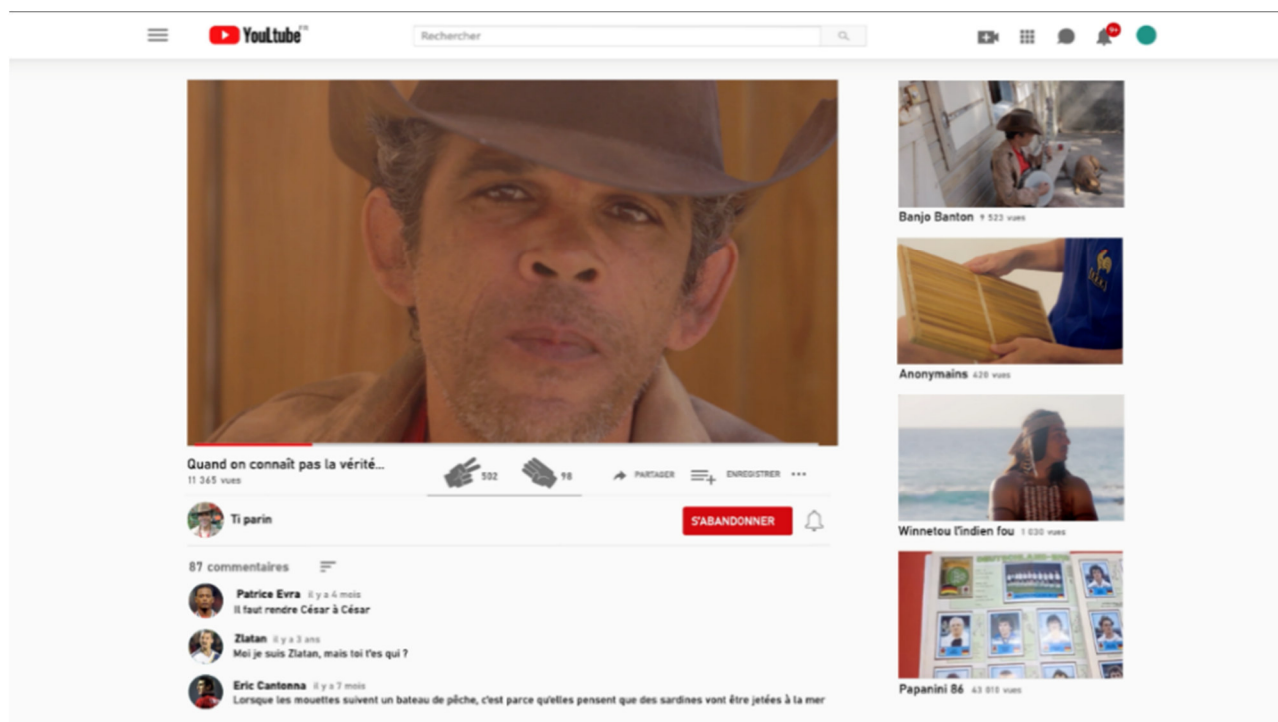 YouLtube FR
Rechercher
9+
Quand on connaît pas la vérité...
11 365 vues
502
98
PARTAGER
ENREGISTRER
Ti parin
S'ABANDONNER
87 commentaires
Patrice Evra il y a 4 mois
Il faut rendre César à César
Zlatan il y a 3 ans
Moi je suis Zlatan, mais toi t'es qui ?
Eric Cantonna il y a 7 mois
Lorsque les mouettes suivent un bateau de pêche, c'est parce qu'elles pensent que des sardines vont être jetées à la mer
Banjo Banton 9 523 vues
Anonymains 420 vues
Winnetou l'indien fou 1 030 vues
Papanini 86 43 818 vues